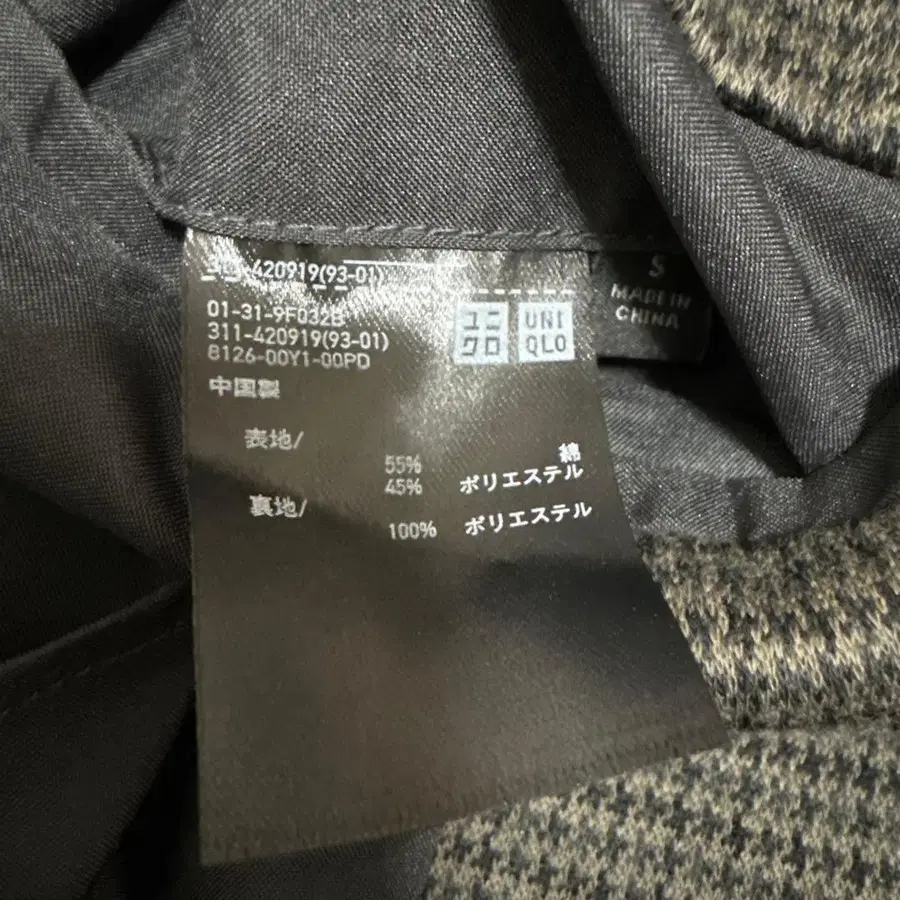 311-420919(93-01)
01-31-9F032B
311-420919(93-01)
8126-00Y1-00PD
中国製
ユニ
クロ
UNI
QLO
S
MADE IN
CHINA
表地/
55% 綿
45% ポリエステル
裏地/
100% ポリエステル